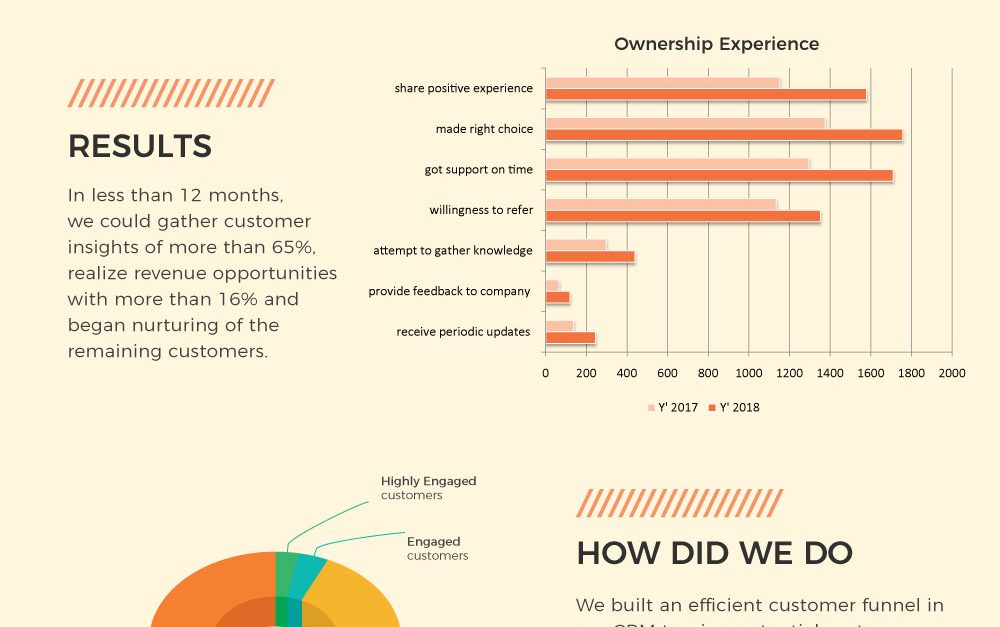 Ownership Experience
RESULTS
In less than 12 months,
we could gather customer
insights of more than 65%,
realize revenue opportunities
with more than 16% and
began nurturing of the
remaining customers.
share positive experience
made right choice
got support on time
willingness to refer
attempt to gather knowledge
provide feedback to company
receive periodic updates
0 200 400 600 800 1000 1200 1400 1600 1800 2000
Y' 2017 Y' 2018
Highly Engaged
customers
Engaged
customers
HOW DID WE DO
We built an efficient customer funnel in